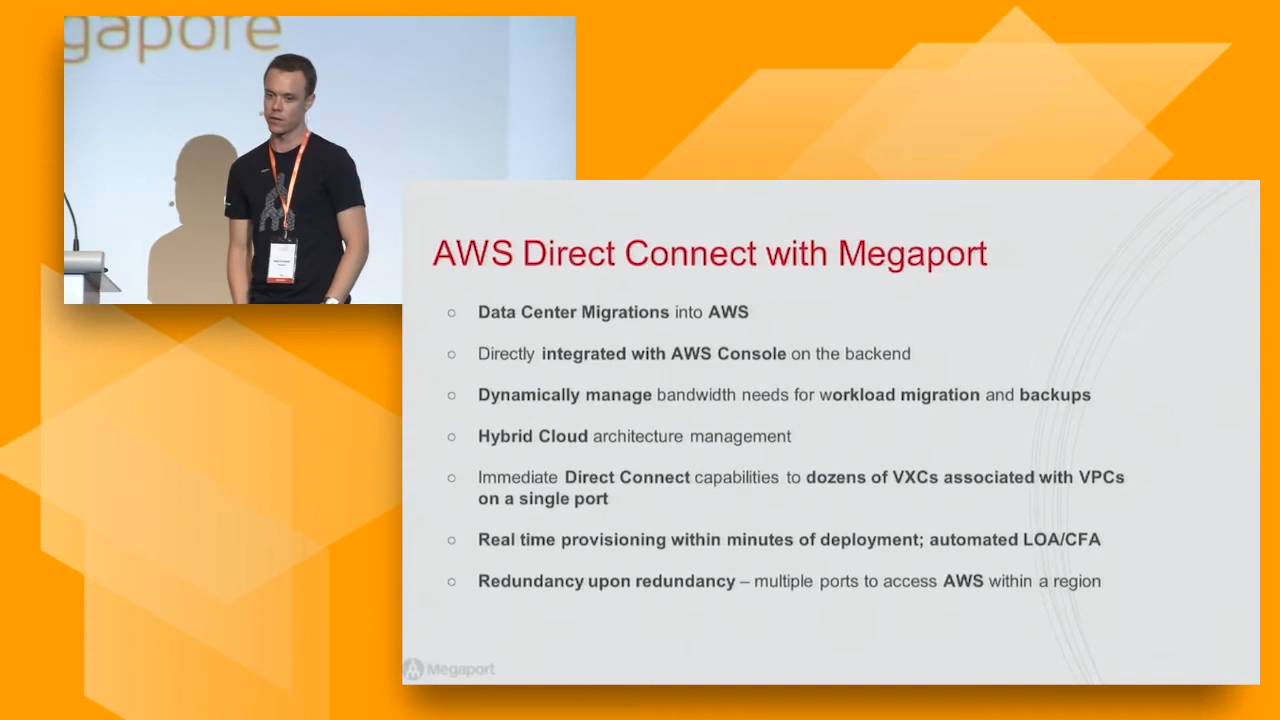 gapore
AWS Direct Connect with Megaport
○ Data Center Migrations into AWS
○ Directly integrated with AWS Console on the backend
○ Dynamically manage bandwidth needs for workload migration and backups
○ Hybrid Cloud architecture management
○ Immediate Direct Connect capabilities to dozens of VXCs associated with VPCs
on a single port
○ Real time provisioning within minutes of deployment; automated LOA/CFA
○ Redundancy upon redundancy – multiple ports to access AWS within a region
Megaport